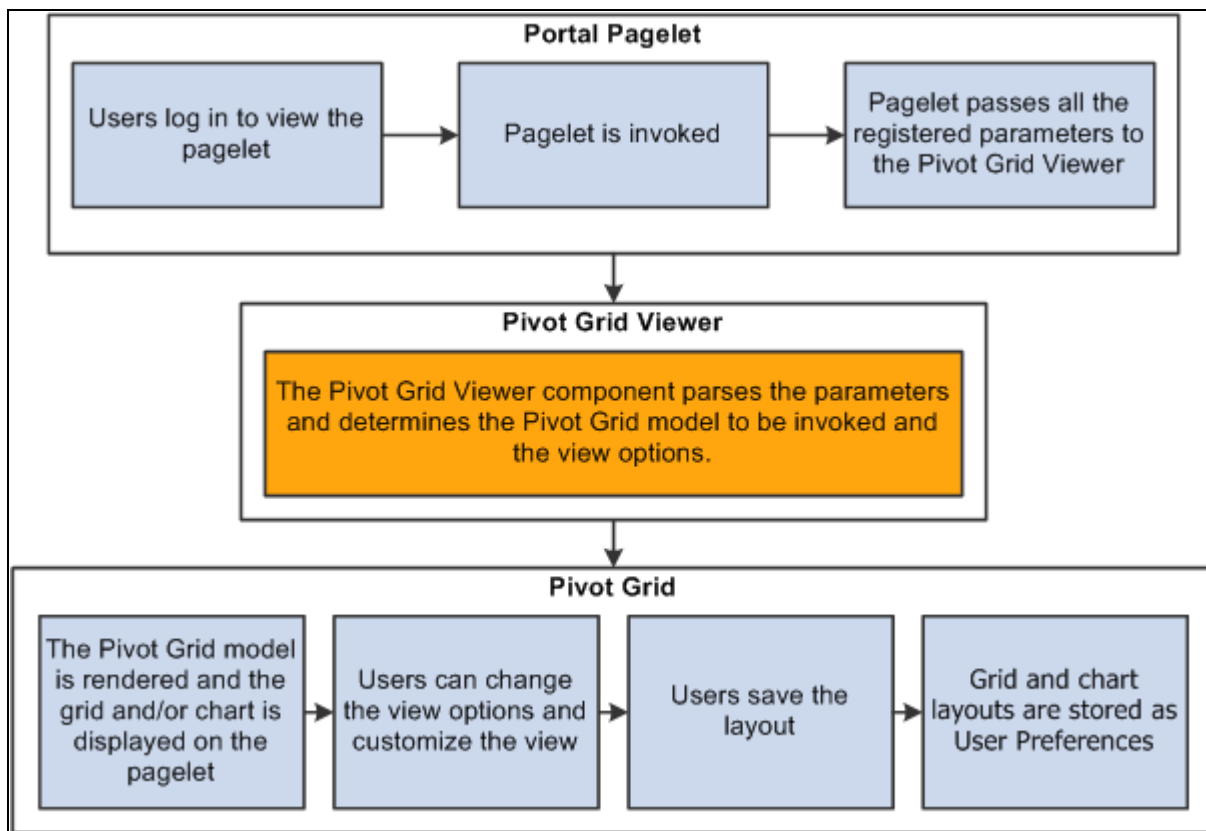 Portal Pagelet
Users log in to view the
pagelet
Pagelet is invoked
Pagelet passes all the
registered parameters to
the Pivot Grid Viewer
Pivot Grid Viewer
The Pivot Grid Viewer component parses the parameters
and determines the Pivot Grid model to be invoked and
the view options.
Pivot Grid
The Pivot Grid model
is rendered and the
grid and/or chart is
displayed on the
pagelet
Users can change
the view options and
customize the view
Users save the
layout
Grid and chart
layouts are stored as
User Preferences